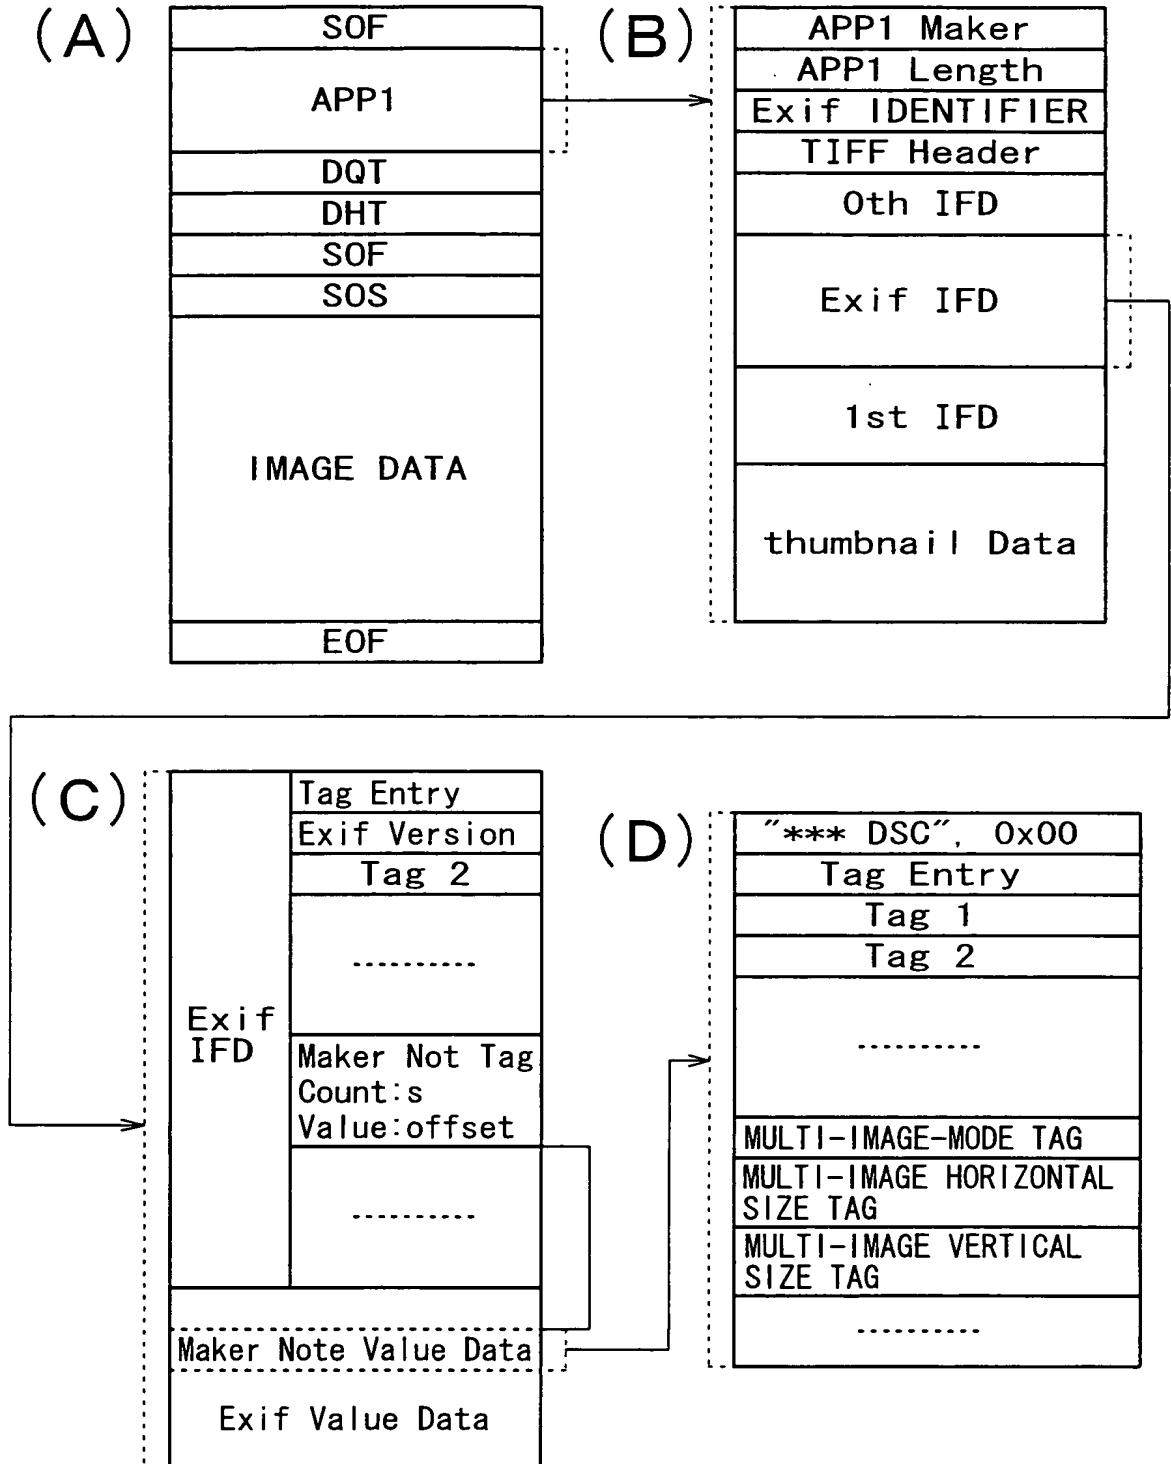 (A)
SOF
APP1
DQT
DHT
SOF
SOS
IMAGE DATA
EOF
(B)
APP1 Maker
APP1 Length
Exif IDENTIFIER
TIFF Header
0th IFD
Exif IFD
1st IFD
thumbnail Data
(C)
Exif
IFD
Tag Entry
Exif Version
Tag 2
----------
Maker Not Tag
Count:s
Value:offset
----------
Maker Note Value Data
Exif Value Data
(D)
"*** DSC", 0x00
Tag Entry
Tag 1
Tag 2
----------
MULTI-IMAGE-MODE TAG
MULTI-IMAGE HORIZONTAL
SIZE TAG
MULTI-IMAGE VERTICAL
SIZE TAG
----------